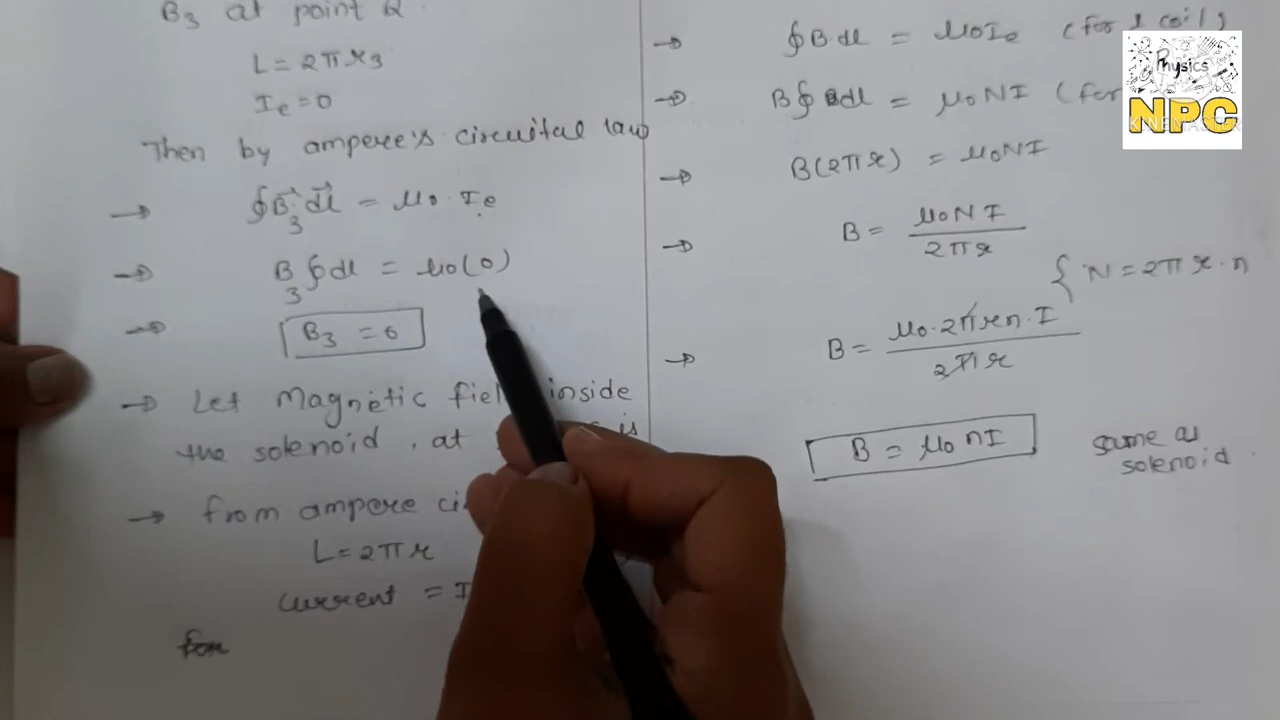 B₃ at point Q.
L = 2πr₃
Iₑ = 0
Then by ampere's circuital law
→ ∮B⃗₃ d⃗l = μ₀ · Iₑ
→ B₃ ∮dl = μ₀(0)
→ B₃ = 0
→ Let Magnetic field inside
the solenoid, at is
→ from ampere
L = 2πr
current = I
for
→ ∮B dl = μ₀Iₑ (for 1 coil)
→ B∮ dl = μ₀NI (for
→ B(2πr) = μ₀NI
→ B = μ₀NI / 2πr
{ N = 2πr · n
→ B = μ₀ · 2πrn · I / 2πr
B = μ₀nI
same as
solenoid.
Physics
NPC